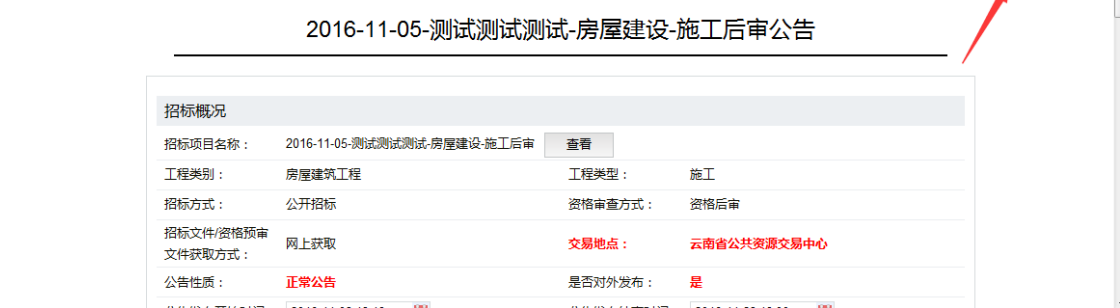 2016-11-05-测试测试测试-房屋建设-施工后审公告
招标概况
招标项目名称： 2016-11-05-测试测试测试-房屋建设-施工后审 查看
工程类别： 房屋建筑工程 工程类型： 施工
招标方式： 公开招标 资格审查方式： 资格后审
招标文件/资格预审
文件获取方式： 网上获取 交易地点： 云南省公共资源交易中心
公告性质： 正常公告 是否对外发布： 是